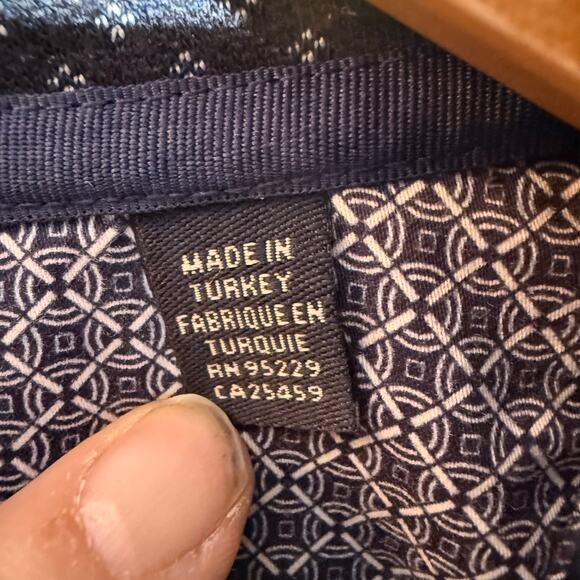 MADE IN
TURKEY
FABRIQUE EN
TURQUIE
RN 95229
CA25459